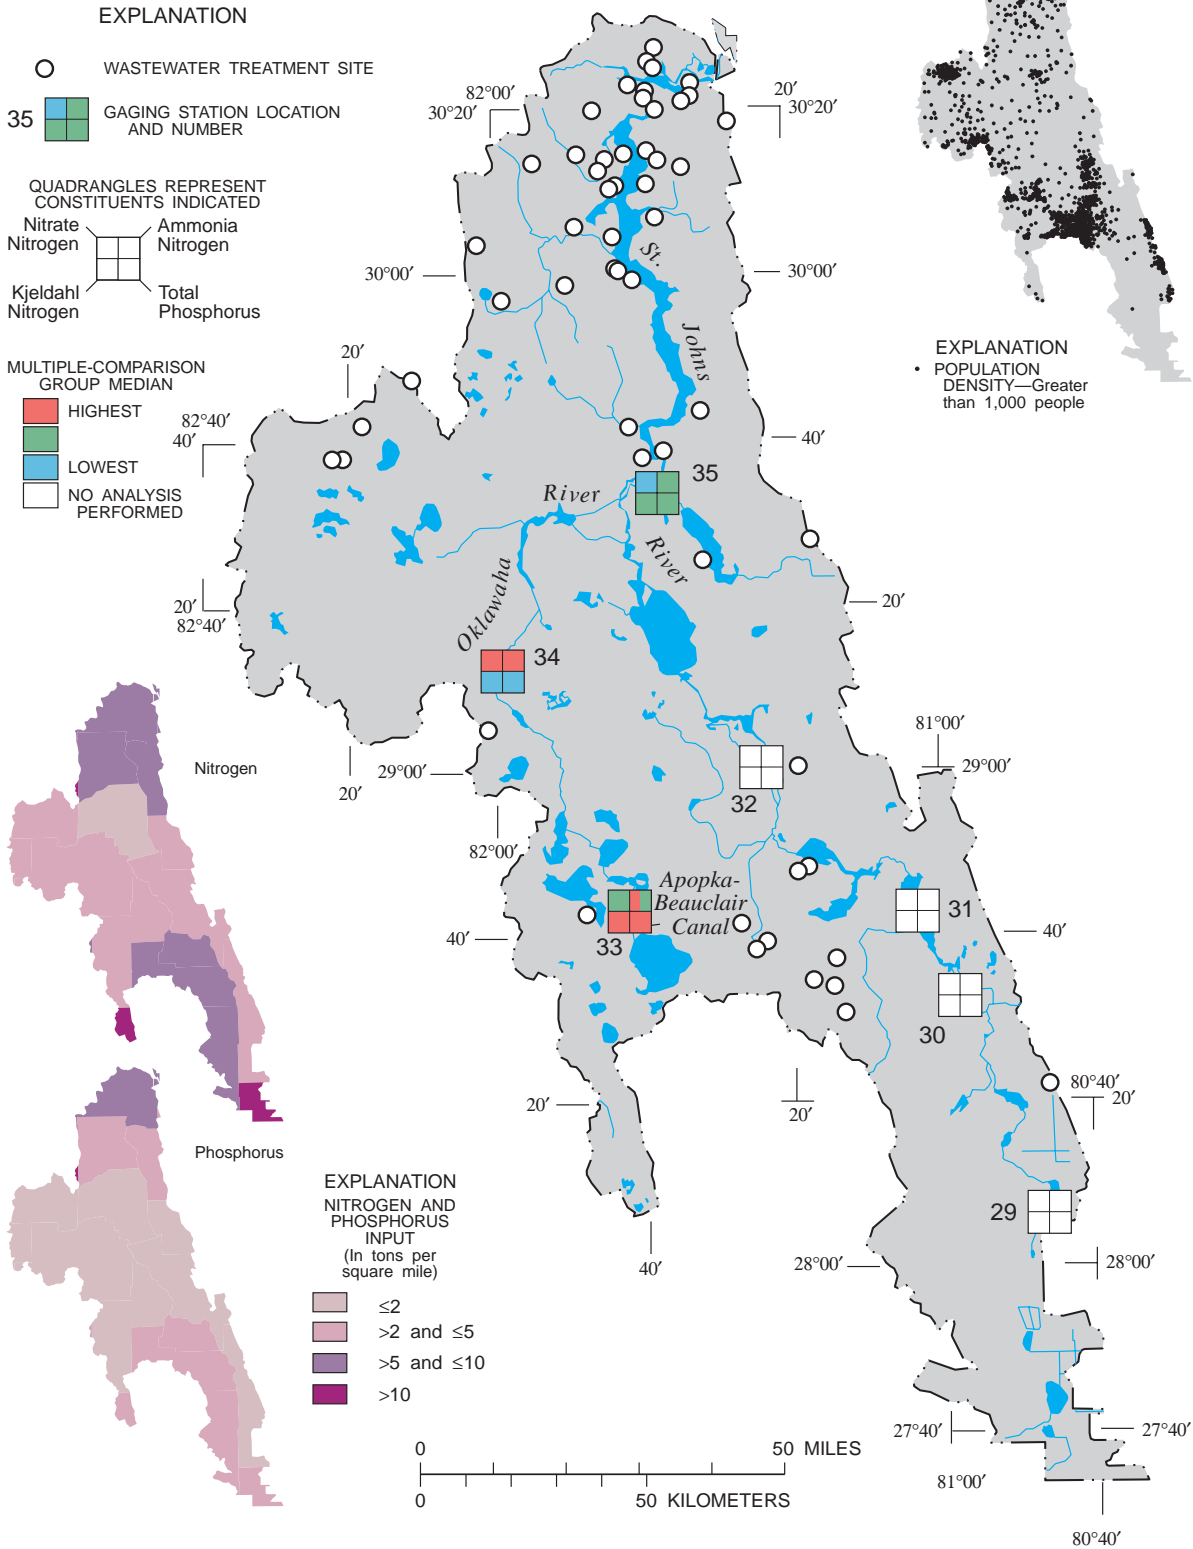 EXPLANATION
WASTEWATER TREATMENT SITE
35
GAGING STATION LOCATION
AND NUMBER
QUADRANGLES REPRESENT
CONSTITUENTS INDICATED
Nitrate
Nitrogen
Ammonia
Nitrogen
Kjeldahl
Nitrogen
Total
Phosphorus
MULTIPLE-COMPARISON
GROUP MEDIAN
HIGHEST
LOWEST
NO ANALYSIS
PERFORMED
82°00′
30°20′
20′
30°20′
30°00′
30°00′
St.
Johns
River
EXPLANATION
• POPULATION
DENSITY—Greater
than 1,000 people
20′
82°40′
40′
40′
35
River
Oklawaha
20′
82°40′
20′
34
81°00′
29°00′
29°00′
20′
32
82°00′
Apopka-
Beauclair
Canal
31
40′
33
40′
30
80°40′
20′
20′
20′
29
40′
28°00′
28°00′
27°40′
27°40′
81°00′
80°40′
Nitrogen
Phosphorus
EXPLANATION
NITROGEN AND
PHOSPHORUS
INPUT
(In tons per
square mile)
≤2
>2 and ≤5
>5 and ≤10
>10
0
50 MILES
0
50 KILOMETERS